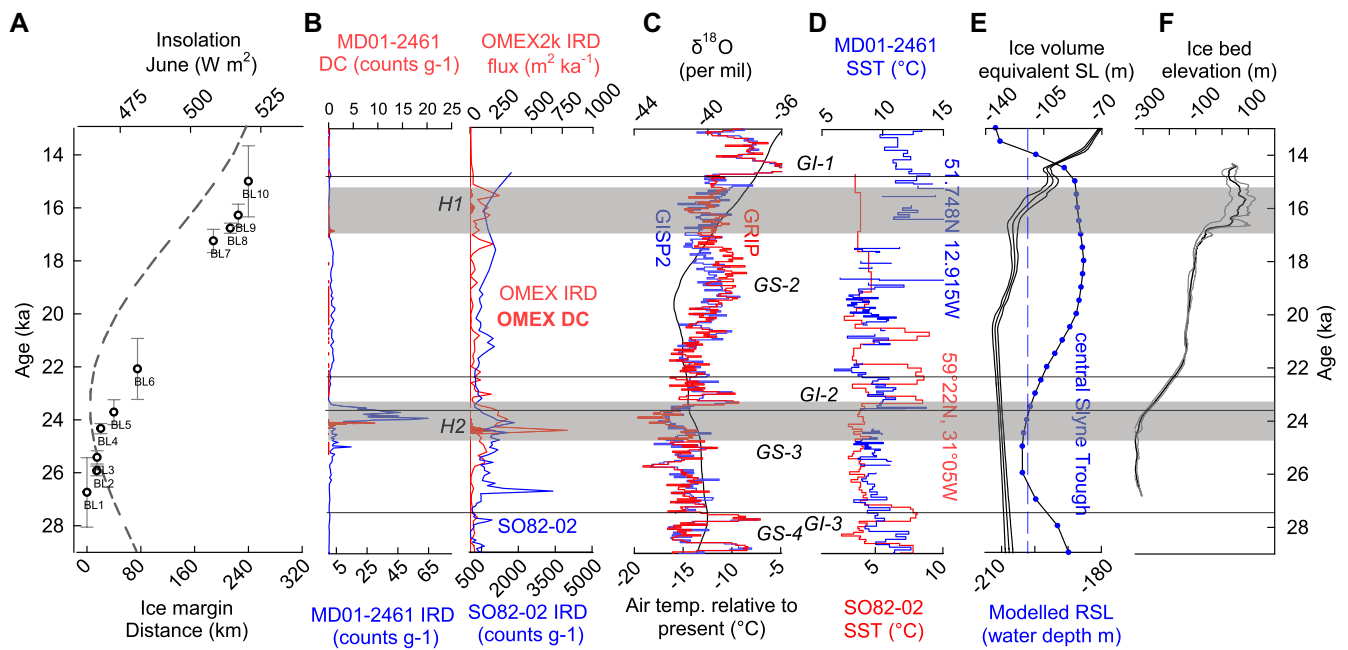 A
B
C
D
E
F
Insolation
June (W m²)
475
500
525
MD01-2461
DC (counts g-1)
0
5
10
15
20
25
OMEX2k IRD
flux (m² ka⁻¹)
0
250
500
750
1000
δ¹⁸O
(per mil)
-44
-40
-36
MD01-2461
SST (°C)
5
10
15
Ice volume
equivalent SL (m)
-140
-105
-70
Ice bed
elevation (m)
-300
-100
100
Age (ka)
14
16
18
20
22
24
26
28
BL10
BL9
BL8
BL7
BL6
BL5
BL4
BL3
BL2
BL1
H1
H2
OMEX IRD
OMEX DC
SO82-02
GISP2
GRIP
GI-1
GS-2
GI-2
GS-3
GI-3
GS-4
51.748N 12.915W
59°22N, 31°05W
central Slyne Trough
14
16
18
20
22
24
26
28
Age (ka)
0
80
160
240
320
Ice margin
Distance (km)
5
25
45
65
MD01-2461 IRD
(counts g-1)
500
2000
3500
5000
SO82-02 IRD
(counts g-1)
-20
-15
-10
-5
Air temp. relative to
present (°C)
5
10
SO82-02
SST (°C)
-210
-180
Modelled RSL
(water depth m)